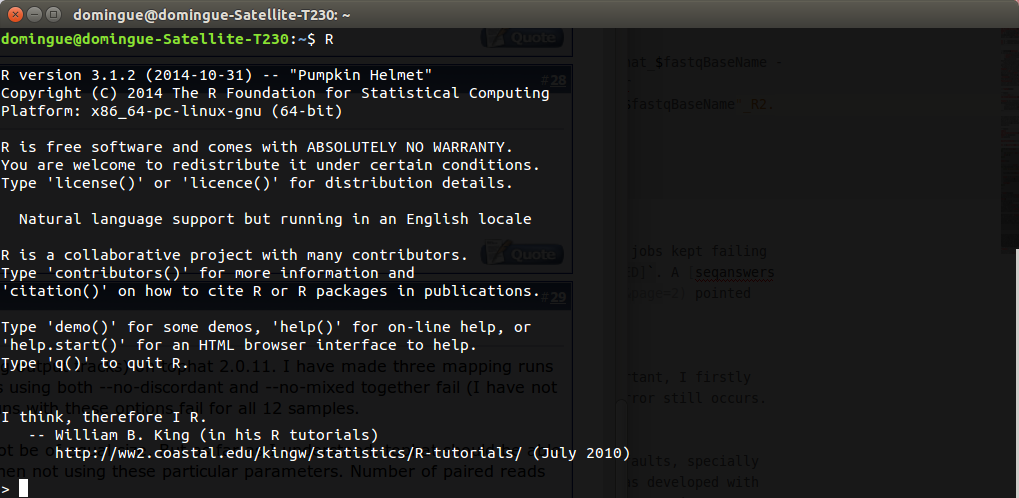 domingue@domingue-Satellite-T230: ~
domingue@domingue-Satellite-T230:~$ R
Quote
R version 3.1.2 (2014-10-31) -- "Pumpkin Helmet"
Copyright (C) 2014 The R Foundation for Statistical Computing
Platform: x86_64-pc-linux-gnu (64-bit)
R is free software and comes with ABSOLUTELY NO WARRANTY.
You are welcome to redistribute it under certain conditions.
Type 'license()' or 'licence()' for distribution details.
Natural language support but running in an English locale
R is a collaborative project with many contributors.
Type 'contributors()' for more information and
'citation()' on how to cite R or R packages in publications.
Type 'demo()' for some demos, 'help()' for on-line help, or
'help.start()' for an HTML browser interface to help.
Type 'q()' to quit R.
I think, therefore I R.
-- William B. King (in his R tutorials)
http://ww2.coastal.edu/kingw/statistics/R-tutorials/ (July 2010)
>
#28
Quote
#29
tophat 2.0.11. I have made three mapping runs
s using both --no-discordant and --no-mixed together fail (I have not
with these options fail for all 12 samples.
not using these particular parameters. Number of paired reads
at_$fastqBaseName -
$fastqBaseName'_R2.
jobs kept failing
D]`. A [seqanswers
page=2) pointed
tant, I firstly
ror still occurs.
aults, specially
s developed with